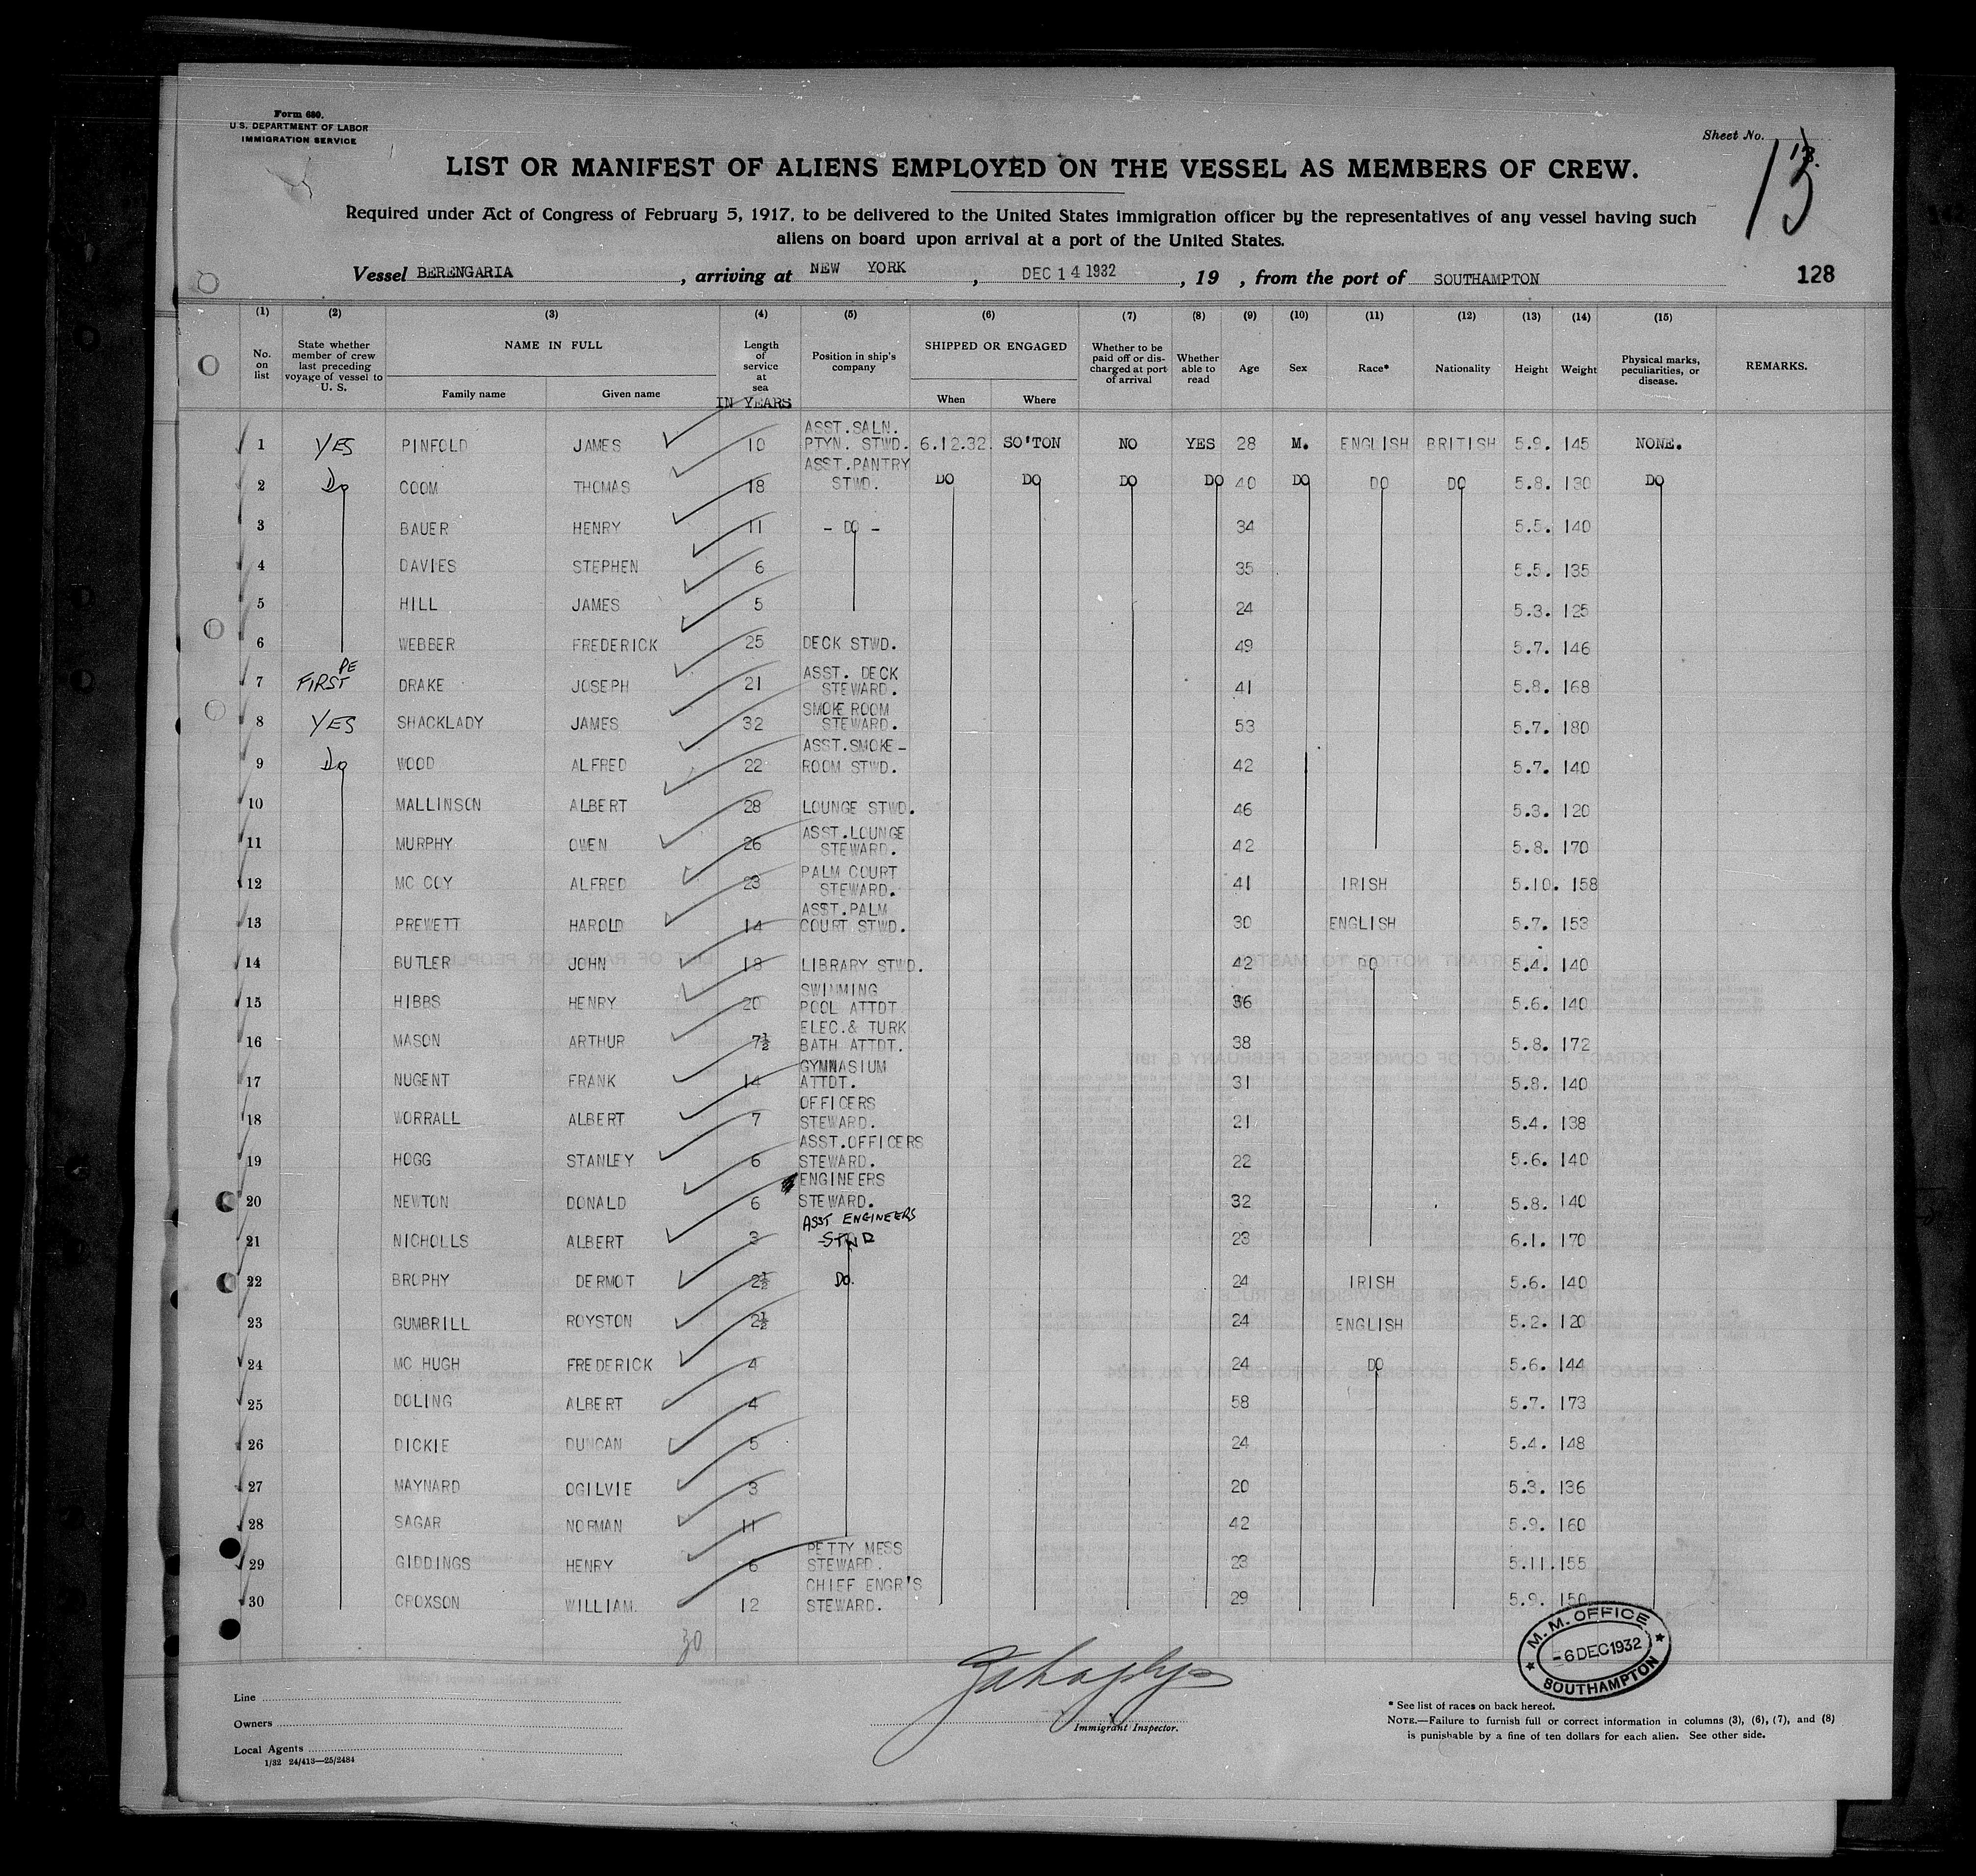 Form 680.
U. S. DEPARTMENT OF LABOR
IMMIGRATION SERVICE
Sheet No. 13.
13
LIST OR MANIFEST OF ALIENS EMPLOYED ON THE VESSEL AS MEMBERS OF CREW.
Required under Act of Congress of February 5, 1917, to be delivered to the United States immigration officer by the representatives of any vessel having such
aliens on board upon arrival at a port of the United States.
Vessel BERENGARIA, arriving at NEW YORK, DEC 14 1932, 19 , from the port of SOUTHAMPTON
128
(1) (2) (3) (4) (5) (6) (7) (8) (9) (10) (11) (12) (13) (14) (15)
No. on list
State whether member of crew last preceding voyage of vessel to U. S.
NAME IN FULL
Family name
Given name
Length of service at sea
IN YEARS
Position in ship's company
SHIPPED OR ENGAGED
When
Where
Whether to be paid off or discharged at port of arrival
Whether able to read
Age
Sex
Race*
Nationality
Height
Weight
Physical marks, peculiarities, or disease.
REMARKS.
1 YES PINFOLD JAMES 10 ASST.SALN. PTYN. STWD. 6.12.32. SO'TON NO YES 28 M. ENGLISH BRITISH 5.9. 145 NONE.
2 Do COOM THOMAS 18 ASST.PANTRY STWD. DO DO DO DO 40 DO DO DO 5.8. 130 DO
3 BAUER HENRY 11 - DO - 34 5.5. 140
4 DAVIES STEPHEN 6 35 5.5. 135
5 HILL JAMES 5 24 5.3. 125
6 WEBBER FREDERICK 25 DECK STWD. 49 5.7. 146
7 FIRST RE DRAKE JOSEPH 21 ASST. DECK STEWARD. 41 5.8. 168
8 YES SHACKLADY JAMES 32 SMOKE ROOM STEWARD. 53 5.7. 180
9 Do WOOD ALFRED 22 ASST.SMOKE- ROOM STWD. 42 5.7. 140
10 MALLINSON ALBERT 28 LOUNGE STWD. 46 5.3. 120
11 MURPHY OWEN 26 ASST.LOUNGE STEWARD. 42 5.8. 170
12 MC COY ALFRED 23 PALM COURT STEWARD. 41 IRISH 5.10. 158
13 PREWETT HAROLD 14 ASST.PALM COURT STWD. 30 ENGLISH 5.7. 153
14 BUTLER JOHN 18 LIBRARY STWD. 42 DO 5.4. 140
15 HIBBS HENRY 20 SWIMMING POOL ATTDT 36 5.6. 140
16 MASON ARTHUR 7½ ELEC.& TURK BATH ATTDT. 38 5.8. 172
17 NUGENT FRANK 14 GYMNASIUM ATTDT. 31 5.8. 140
18 WORRALL ALBERT 7 OFFICERS STEWARD. 21 5.4. 138
19 HOGG STANLEY 6 ASST.OFFICERS STEWARD. 22 5.6. 140
20 NEWTON DONALD 6 ENGINEERS STEWARD. 32 5.8. 140
21 NICHOLLS ALBERT 3 ASST ENGINEERS STWD 23 6.1. 170
22 BROPHY DERMOT 2½ Do. 24 IRISH 5.6. 140
23 GUMBRILL ROYSTON 2½ 24 ENGLISH 5.2. 120
24 MC HUGH FREDERICK 4 24 DO 5.6. 144
25 DOLING ALBERT 4 58 5.7. 173
26 DICKIE DUNCAN 5 24 5.4. 148
27 MAYNARD OGILVIE 3 20 5.3. 136
28 SAGAR NORMAN 11 42 5.9. 160
29 GIDDINGS HENRY 6 PETTY MESS STEWARD. 23 5.11. 155
30 CROXSON WILLIAM. 12 CHIEF ENGR'S STEWARD. 29 5.9. 150
30
M. M. OFFICE
-6 DEC 1932
SOUTHAMPTON
Line
Owners
Local Agents
1/32 24/413—25/2484
Immigrant Inspector.
* See list of races on back hereof.
NOTE.—Failure to furnish full or correct information in columns (3), (6), (7), and (8)
is punishable by a fine of ten dollars for each alien. See other side.